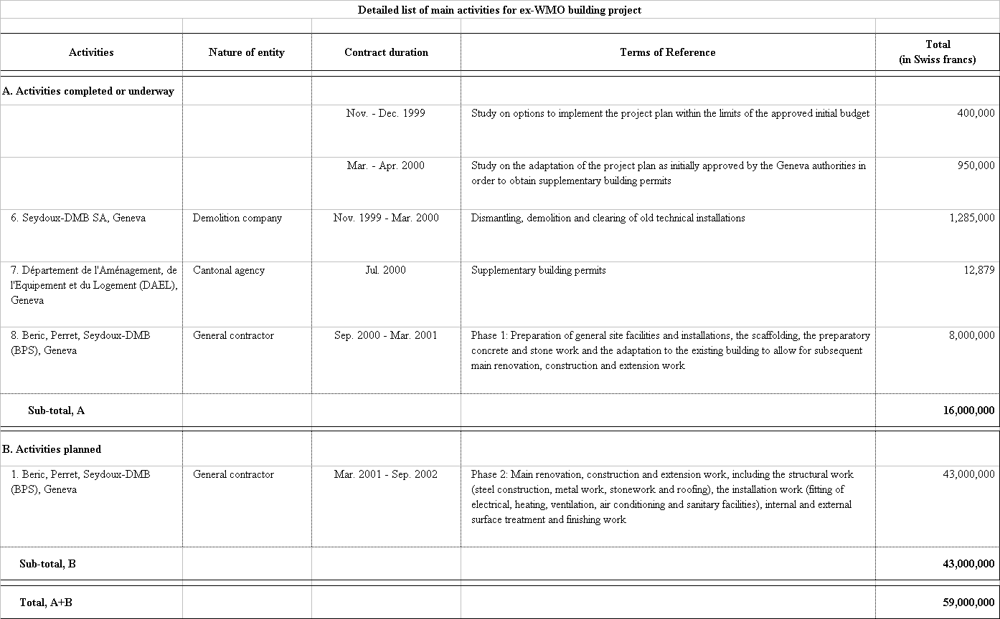 Detailed list of main activities for ex-WMO building project
Activities Nature of entity Contract duration Terms of Reference Total
(in Swiss francs)
A. Activities completed or underway
Nov. - Dec. 1999 Study on options to implement the project plan within the limits of the approved initial budget 400,000
Mar. - Apr. 2000 Study on the adaptation of the project plan as initially approved by the Geneva authorities in 950,000
order to obtain supplementary building permits
6. Seydoux-DMB SA, Geneva Demolition company Nov. 1999 - Mar. 2000 Dismantling, demolition and clearing of old technical installations 1,285,000
7. Département de l'Aménagement, de Cantonal agency Jul. 2000 Supplementary building permits 12,879
l'Equipement et du Logement (DAEL),
Geneva
8. Beric, Perret, Seydoux-DMB General contractor Sep. 2000 - Mar. 2001 Phase 1: Preparation of general site facilities and installations, the scaffolding, the preparatory 8,000,000
(BPS), Geneva concrete and stone work and the adaptation to the existing building to allow for subsequent
main renovation, construction and extension work
Sub-total, A 16,000,000
B. Activities planned
1. Beric, Perret, Seydoux-DMB General contractor Mar. 2001 - Sep. 2002 Phase 2: Main renovation, construction and extension work, including the structural work 43,000,000
(BPS), Geneva (steel construction, metal work, stonework and roofing), the installation work (fitting of
electrical, heating, ventilation, air conditioning and sanitary facilities), internal and external
surface treatment and finishing work
Sub-total, B 43,000,000
Total, A+B 59,000,000